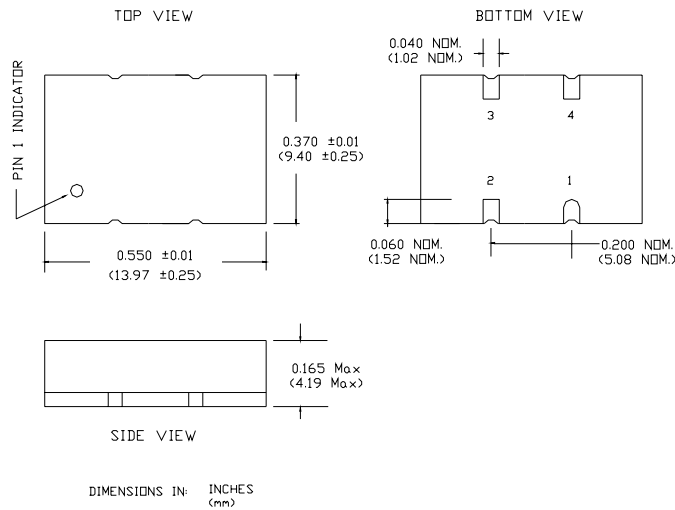 TOP VIEW
BOTTOM VIEW
PIN 1 INDICATOR
0.040 NOM.
(1.02 NOM.)
0.370 ±0.01
(9.40 ±0.25)
3
4
2
1
0.550 ±0.01
(13.97 ±0.25)
0.060 NOM.
(1.52 NOM.)
0.200 NOM.
(5.08 NOM.)
0.165 Max
(4.19 Max)
SIDE VIEW
DIMENSIONS IN: INCHES
(mm)